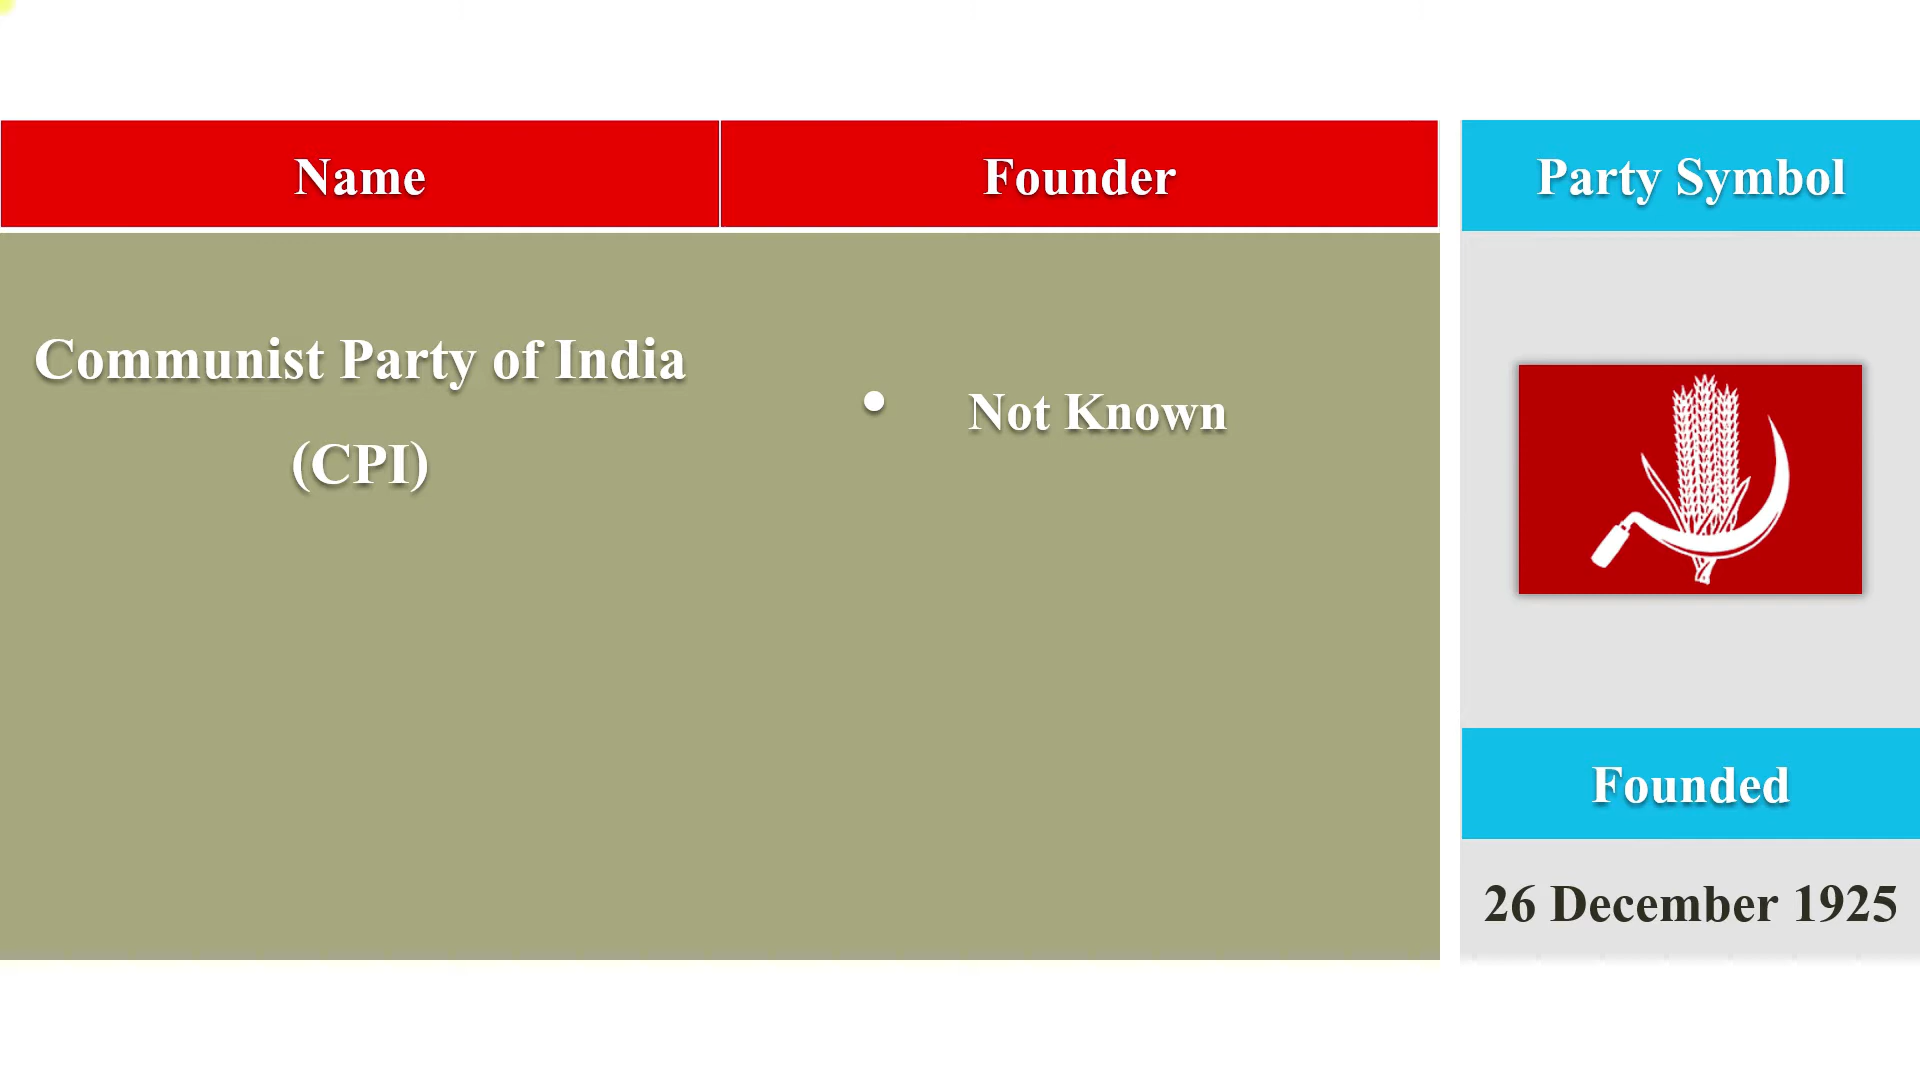 Name
Founder
Party Symbol
Communist Party of India
(CPI)
• Not Known
Founded
26 December 1925